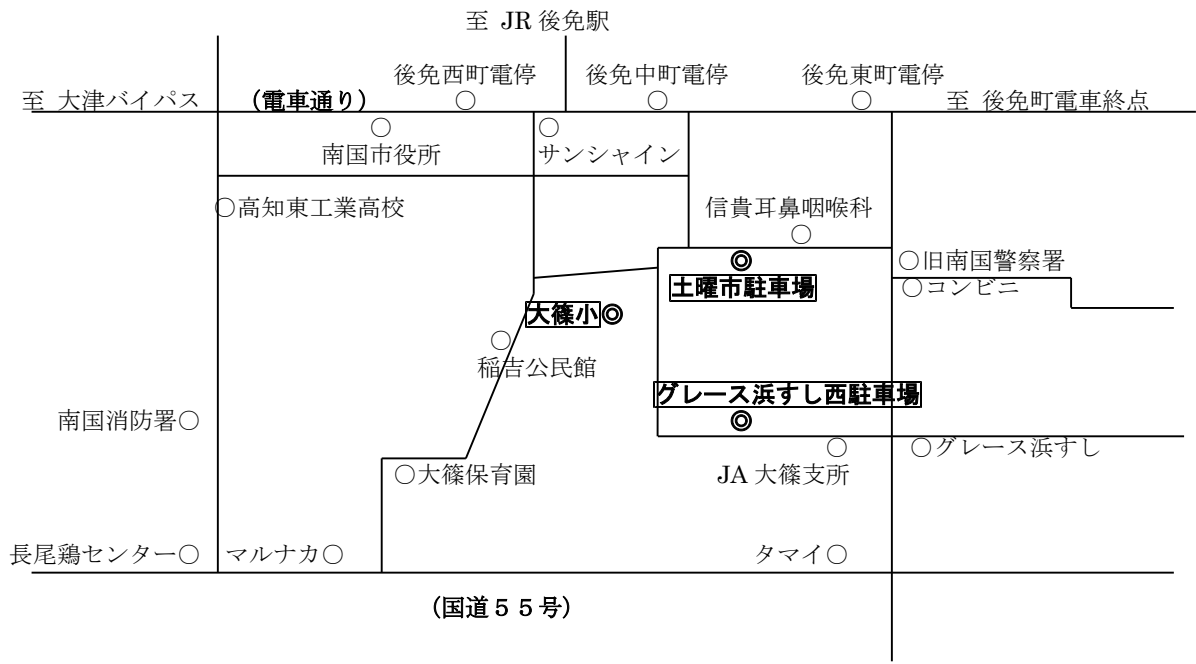 至 JR 後免駅
後免西町電停
後免中町電停
後免東町電停
至 大津バイパス
(電車通り)
至 後免町電車終点
南国市役所
サンシャイン
○高知東工業高校
信貴耳鼻咽喉科
○旧南国警察署
土曜市駐車場
○コンビニ
大篠小◎
稲吉公民館
グレース浜すし西駐車場
南国消防署○
○グレース浜すし
○大篠保育園
JA 大篠支所
長尾鶏センター○
マルナカ○
タマイ○
(国道55号)